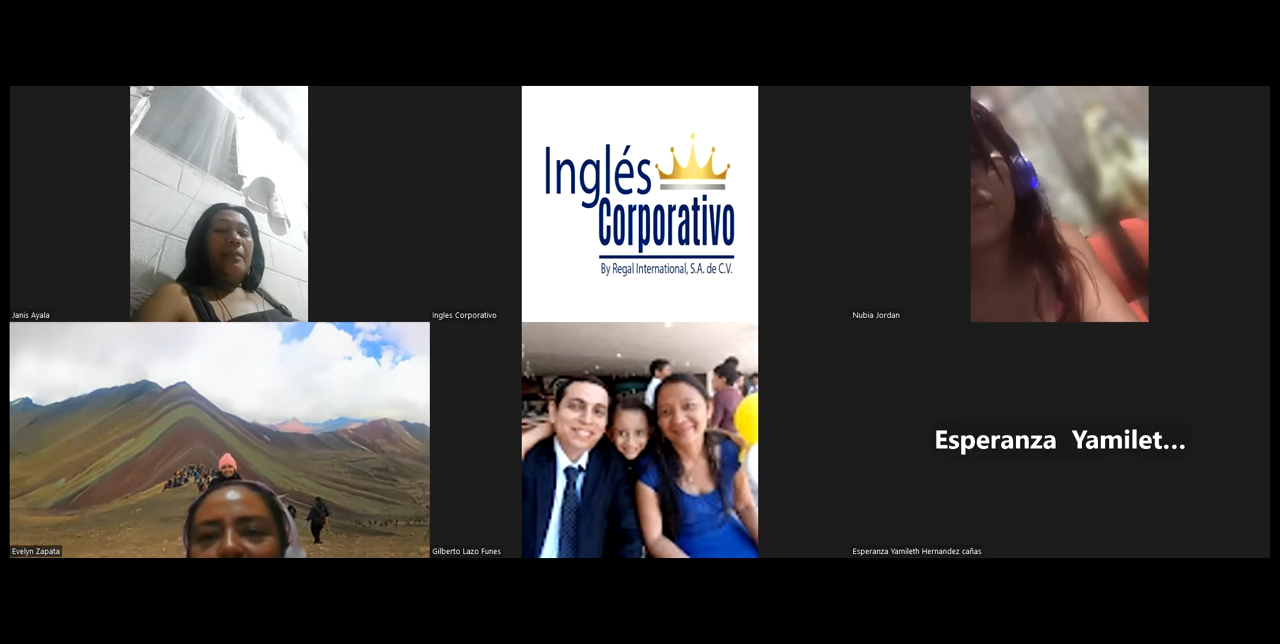 Inglés
Corporativo
By Regal International, S.A. de C.V.
Janis Ayala
Ingles Corporativo
Nubia Jordan
Esperanza Yamilet...
Evelyn Zapata
Gilberto Lazo Funes
Esperanza Yamileth Hernandez cañas